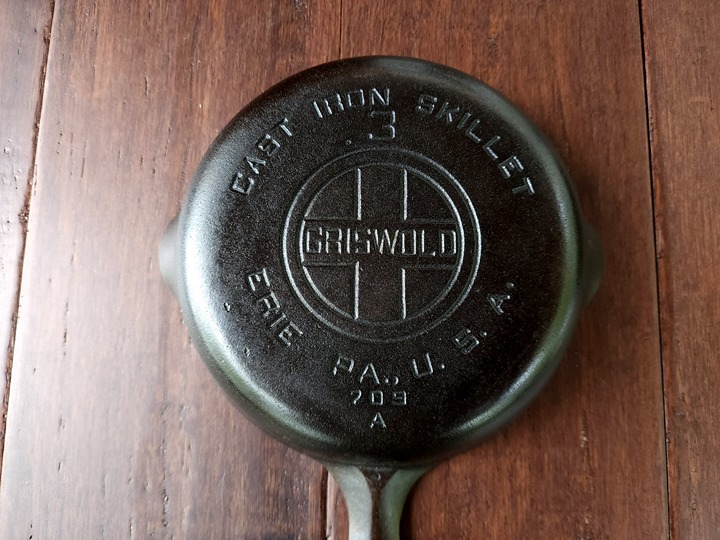 CAST IRON SKILLET
3
GRISWOLD
ERIE PA., U. S. A.
709
A